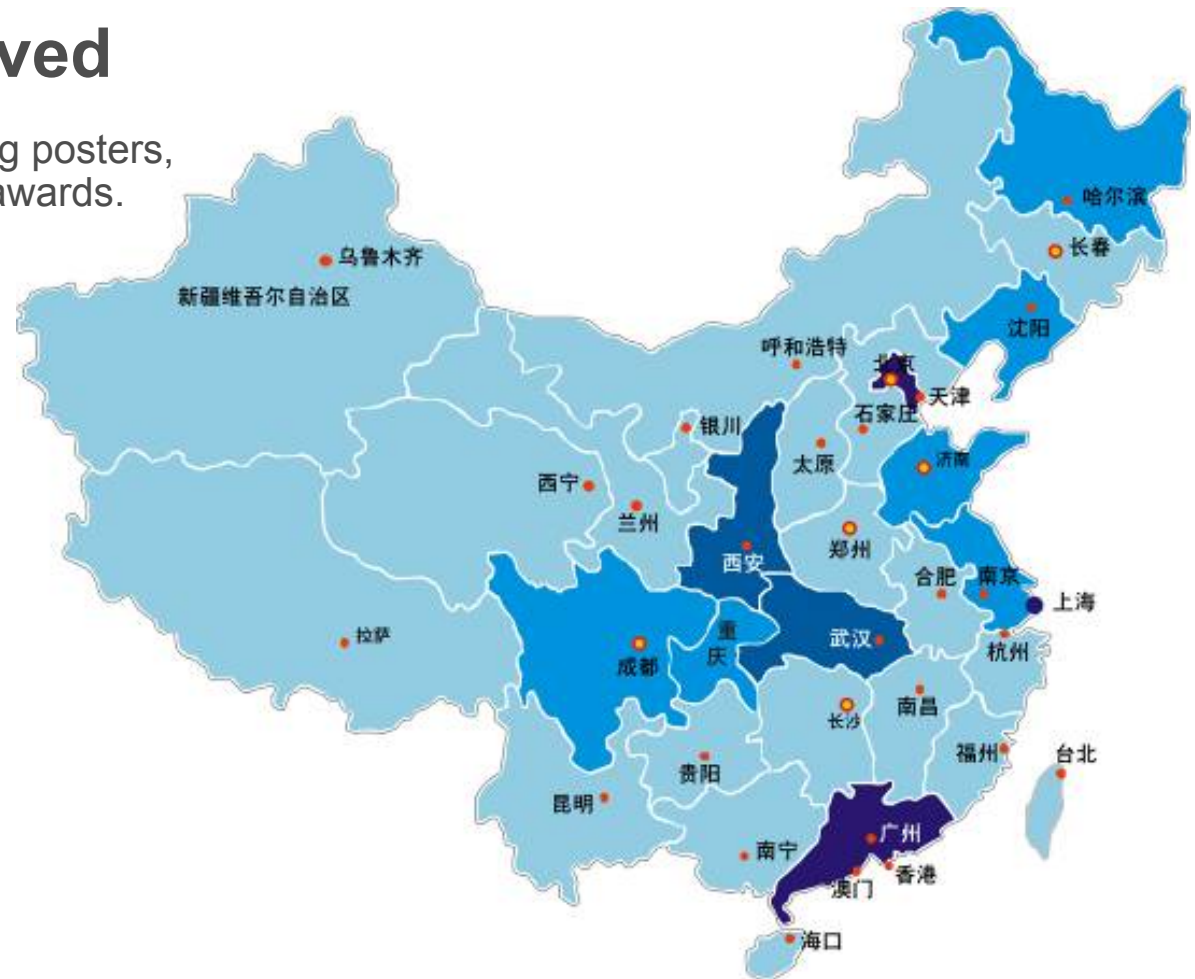 ved
g posters,
awards.
哈尔滨
长春
乌鲁木齐
新疆维吾尔自治区
沈阳
呼和浩特
北京
天津
石家庄
银川
济南
太原
西宁
兰州
郑州
西安
合肥
南京
上海
重庆
武汉
拉萨
成都
杭州
南昌
长沙
福州
台北
贵阳
昆明
广州
南宁
香港
澳门
海口